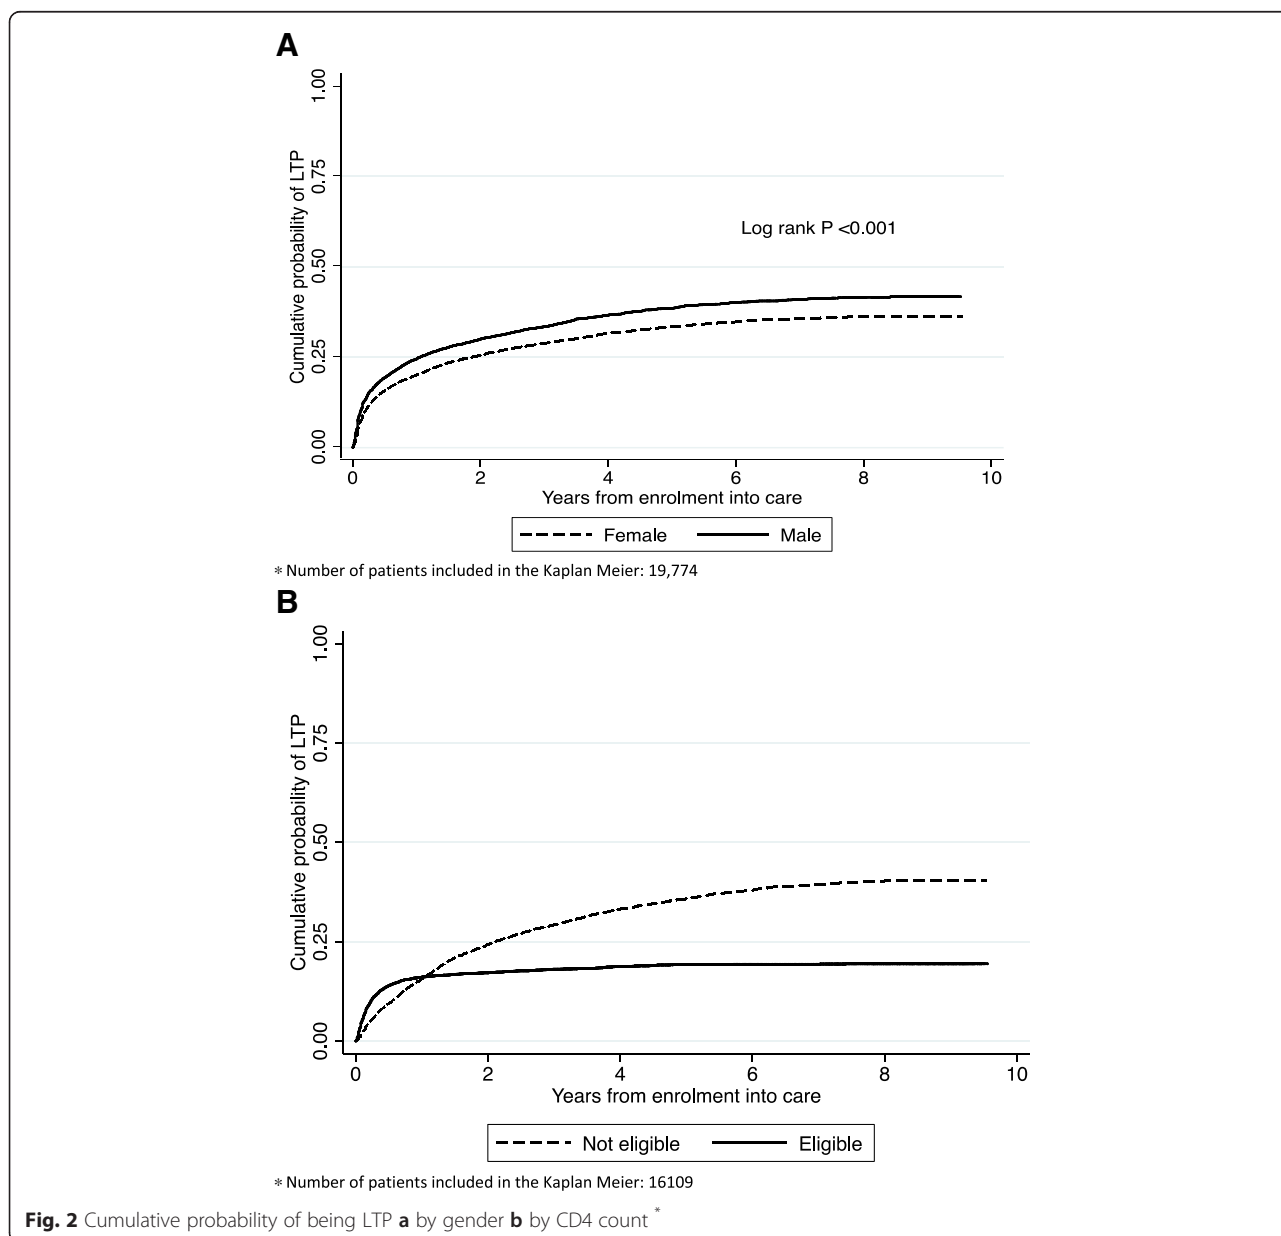 A
1.00
0.75
0.50
0.25
0.00
Cumulative probability of LTP
Log rank P <0.001
0 2 4 6 8 10
Years from enrolment into care
Female Male
* Number of patients included in the Kaplan Meier: 19,774
B
1.00
0.75
0.50
0.25
0.00
Cumulative probability of LTP
0 2 4 6 8 10
Years from enrolment into care
Not eligible Eligible
* Number of patients included in the Kaplan Meier: 16109
Fig. 2 Cumulative probability of being LTP a by gender b by CD4 count *